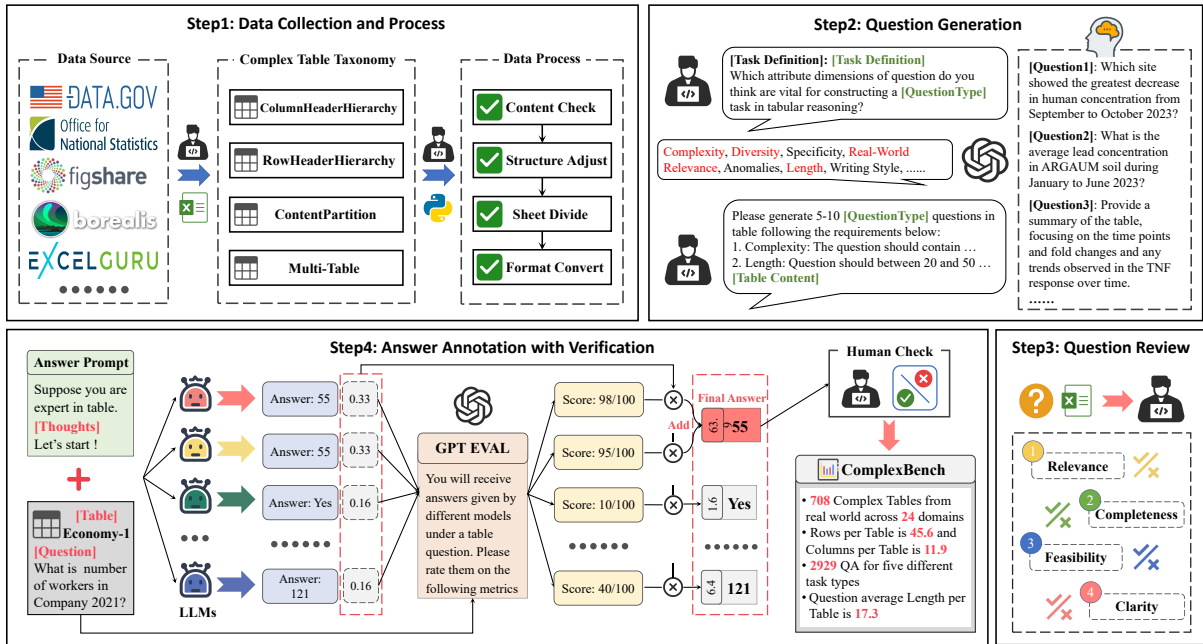 Step1: Data Collection and Process
Data Source
DATA.GOV
Office for
National Statistics
figshare
borealis
EXCELGURU
Complex Table Taxonomy
ColumnHeaderHierarchy
RowHeaderHierarchy
ContentPartition
Multi-Table
Data Process
Content Check
Structure Adjust
Sheet Divide
Format Convert
Step2: Question Generation
[Task Definition]: [Task Definition]
Which attribute dimensions of question do you
think are vital for constructing a [QuestionType]
task in tabular reasoning?
Complexity, Diversity, Specificity, Real-World
Relevance, Anomalies, Length, Writing Style, ......
Please generate 5-10 [QuestionType] questions in
table following the requirements below:
1. Complexity: The question should contain …
2. Length: Question should between 20 and 50 …
[Table Content]
[Question1]: Which site
showed the greatest decrease
in human concentration from
September to October 2023?
[Question2]: What is the
average lead concentration
in ARGAUM soil during
January to June 2023?
[Question3]: Provide a
summary of the table,
focusing on the time points
and fold changes and any
trends observed in the TNF
response over time.
......
Step4: Answer Annotation with Verification
Answer Prompt
Suppose you are
expert in table.
[Thoughts]
Let's start !
[Table]
Economy-1
[Question]
What is number
of workers in
Company 2021?
LLMs
Answer: 55
0.33
Answer: 55
0.33
Answer: Yes
0.16
Answer:
121
0.16
GPT EVAL
You will receive
answers given by
different models
under a table
question. Please
rate them on the
following metrics
Score: 98/100
Score: 95/100
Score: 10/100
Score: 40/100
Add
Final Answer
63.
9
55
1.6
Yes
6.4
121
Human Check
ComplexBench
• 708 Complex Tables from
real world across 24 domains
• Rows per Table is 45.6 and
Columns per Table is 11.9
• 2929 QA for five different
task types
• Question average Length per
Table is 17.3
Step3: Question Review
1
Relevance
2
Completeness
3
Feasibility
4
Clarity